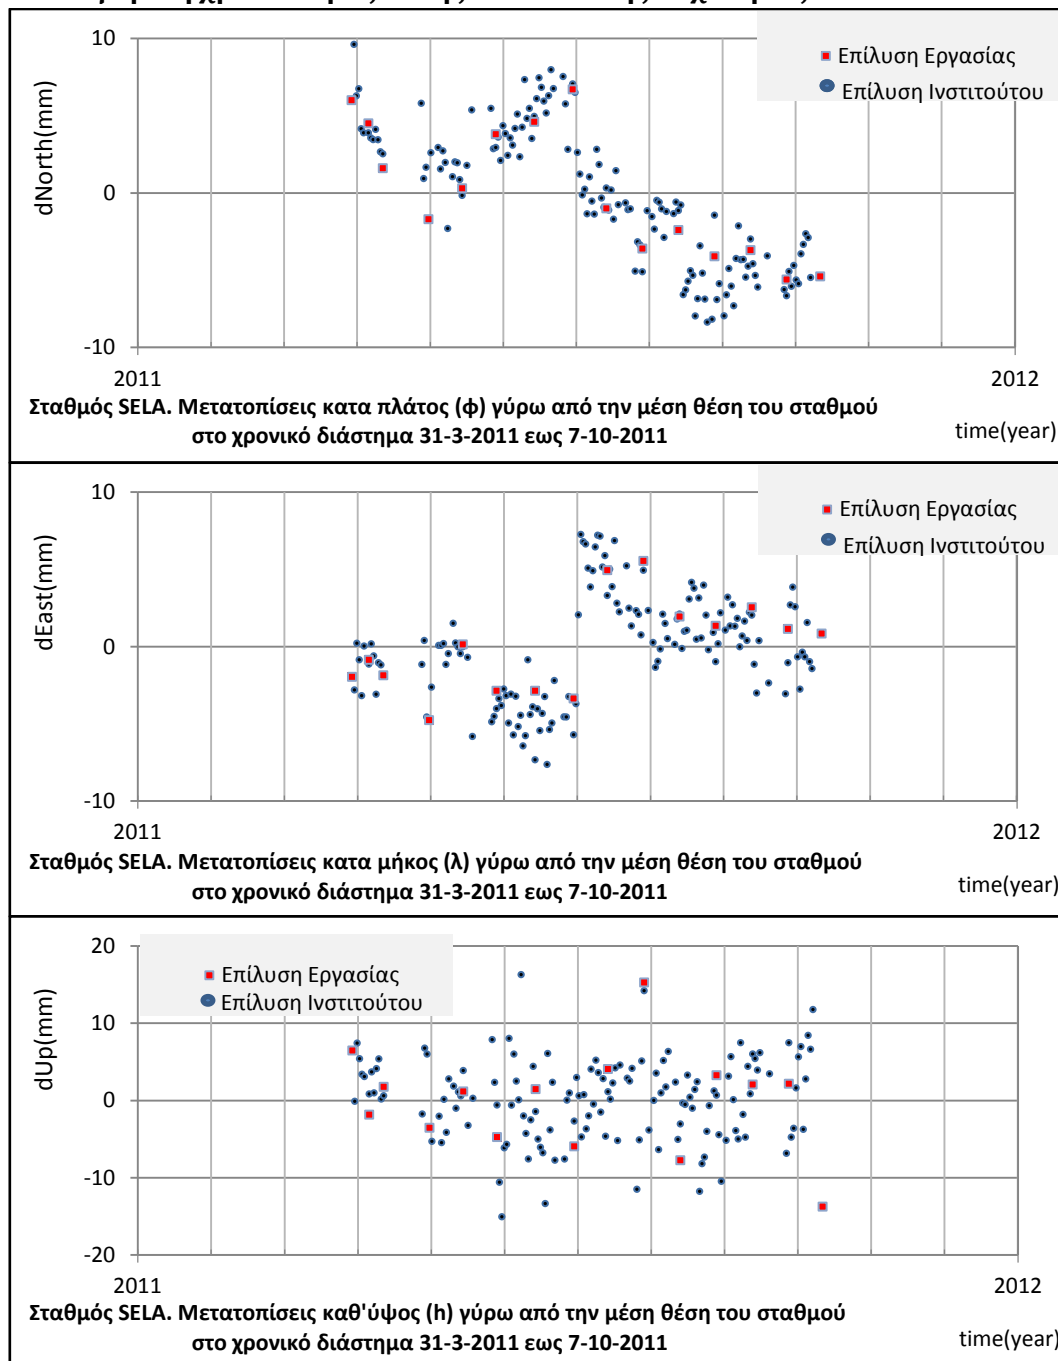 10
Επίλυση Εργασίας
Επίλυση Ινστιτούτου
dNorth(mm)
0
-10
2011
2012
Σταθμός SELA. Μετατοπίσεις κατα πλάτος (φ) γύρω από την μέση θέση του σταθμού
στο χρονικό διάστημα 31-3-2011 εως 7-10-2011
time(year)
10
Επίλυση Εργασίας
Επίλυση Ινστιτούτου
dEast(mm)
0
-10
2011
2012
Σταθμός SELA. Μετατοπίσεις κατα μήκος (λ) γύρω από την μέση θέση του σταθμού
στο χρονικό διάστημα 31-3-2011 εως 7-10-2011
time(year)
20
Επίλυση Εργασίας
Επίλυση Ινστιτούτου
dUp(mm)
10
0
-10
-20
2011
2012
Σταθμός SELA. Μετατοπίσεις καθ'ύψος (h) γύρω από την μέση θέση του σταθμού
στο χρονικό διάστημα 31-3-2011 εως 7-10-2011
time(year)